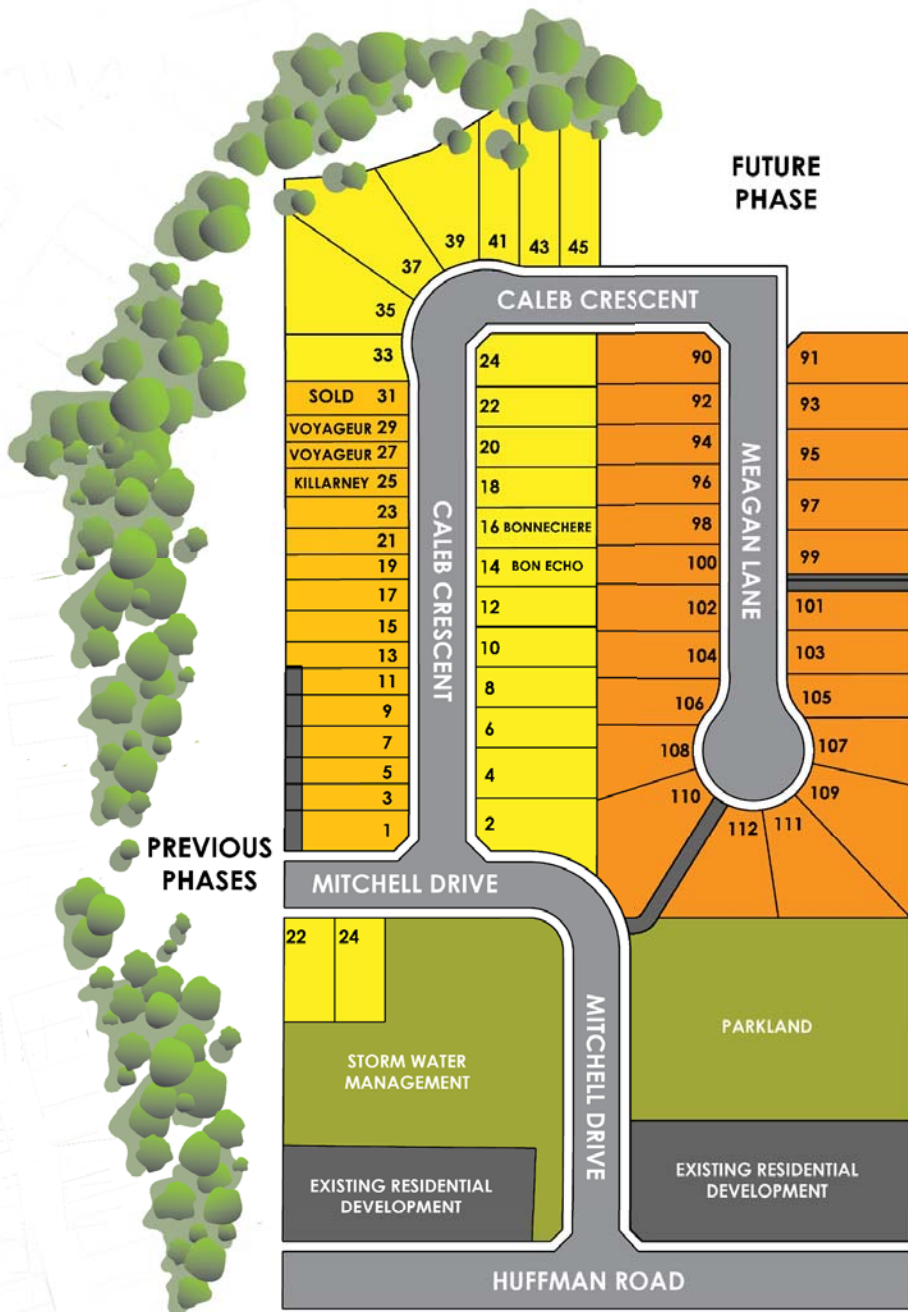 FUTURE
PHASE
39 41 43 45
37
35
33
CALEB CRESCENT
SOLD 31
VOYAGEUR 29
VOYAGEUR 27
KILLARNEY 25
23
21
19
17
15
13
11
9
7
5
3
1
CALEB CRESCENT
24
22
20
18
16 BONNECHERE
14 BON ECHO
12
10
8
6
4
2
90
92
94
96
98
100
102
104
106
108
110
112
111
109
107
105
103
101
99
97
95
93
91
MEAGAN LANE
PREVIOUS
PHASES
MITCHELL DRIVE
22 24
STORM WATER
MANAGEMENT
MITCHELL DRIVE
PARKLAND
EXISTING RESIDENTIAL
DEVELOPMENT
EXISTING RESIDENTIAL
DEVELOPMENT
HUFFMAN ROAD